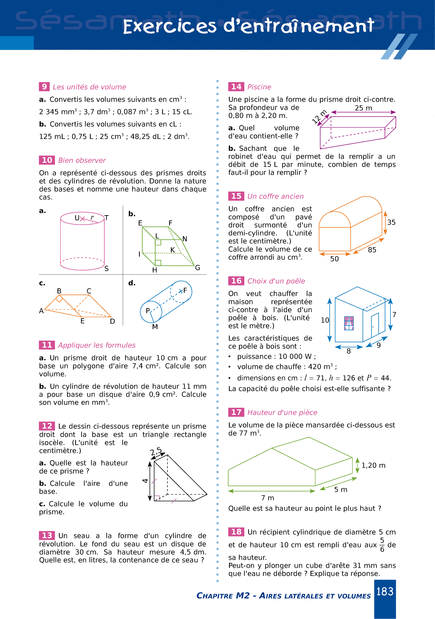 Sésamath
Sésamath
Exercices d'entraînement
9 Les unités de volume
a. Convertis les volumes suivants en cm³ :
2 345 mm³ ; 3,7 dm³ ; 0,087 m³ ; 3 L ; 15 cL.
b. Convertis les volumes suivants en cL :
125 mL ; 0,75 L ; 25 cm³ ; 48,25 dL ; 2 dm³.
10 Bien observer
On a représenté ci-dessous des prismes droits
et des cylindres de révolution. Donne la nature
des bases et nomme une hauteur dans chaque
cas.
a.
U r T
S
b.
E F
L N
I K
H G
c.
B C
A
E D
d.
F
P
M
11 Appliquer les formules
a. Un prisme droit de hauteur 10 cm a pour
base un polygone d'aire 7,4 cm². Calcule son
volume.
b. Un cylindre de révolution de hauteur 11 mm
a pour base un disque d'aire 0,9 cm². Calcule
son volume en mm³.
12 Le dessin ci-dessous représente un prisme
droit dont la base est un triangle rectangle
isocèle. (L'unité est le
centimètre.)
a. Quelle est la hauteur
de ce prisme ?
b. Calcule l'aire d'une
base.
c. Calcule le volume du
prisme.
4
13 Un seau a la forme d'un cylindre de
révolution. Le fond du seau est un disque de
diamètre 30 cm. Sa hauteur mesure 4,5 dm.
Quelle est, en litres, la contenance de ce seau ?
14 Piscine
Une piscine a la forme du prisme droit ci-contre.
Sa profondeur va de
0,80 m à 2,20 m.
a. Quel volume
d'eau contient-elle ?
12 m
25 m
b. Sachant que le
robinet d'eau qui permet de la remplir a un
débit de 15 L par minute, combien de temps
faut-il pour la remplir ?
15 Un coffre ancien
Un coffre ancien est
composé d'un pavé
droit surmonté d'un
demi-cylindre. (L'unité
est le centimètre.)
Calcule le volume de ce
coffre arrondi au cm³.
35
85
50
16 Choix d'un poêle
On veut chauffer la
maison représentée
ci-contre à l'aide d'un
poêle à bois. (L'unité
est le mètre.)
10
7
9
8
Les caractéristiques de
ce poêle à bois sont :
• puissance : 10 000 W ;
• volume de chauffe : 420 m³ ;
• dimensions en cm : l = 71, h = 126 et P = 44.
La capacité du poêle choisi est-elle suffisante ?
17 Hauteur d'une pièce
Le volume de la pièce mansardée ci-dessous est
de 77 m³.
1,20 m
5 m
7 m
Quelle est sa hauteur au point le plus haut ?
18 Un récipient cylindrique de diamètre 5 cm
et de hauteur 10 cm est rempli d'eau aux 5/6 de
sa hauteur.
Peut-on y plonger un cube d'arête 31 mm sans
que l'eau ne déborde ? Explique ta réponse.
CHAPITRE M2 - AIRES LATÉRALES ET VOLUMES 183